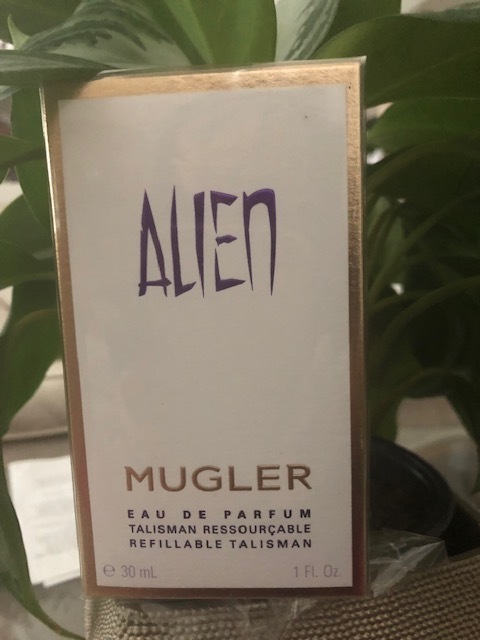 ALIEN
MUGLER
EAU DE PARFUM
TALISMAN RESSOURÇABLE
REFILLABLE TALISMAN
℮ 30 mL 1 Fl. Oz.